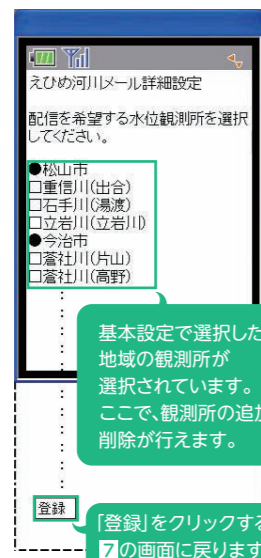 えひめ河川メール詳細設定
配信を希望する水位観測所を選択
してください。
●松山市
□重信川(出合)
□石手川(湯渡)
□立岩川(立岩川)
●今治市
□蒼社川(片山)
□蒼社川(高野)
基本設定で選択した
地域の観測所が
選択されています。
ここで、観測所の追加
削除が行えます。
登録
「登録」をクリックする
7の画面に戻ります